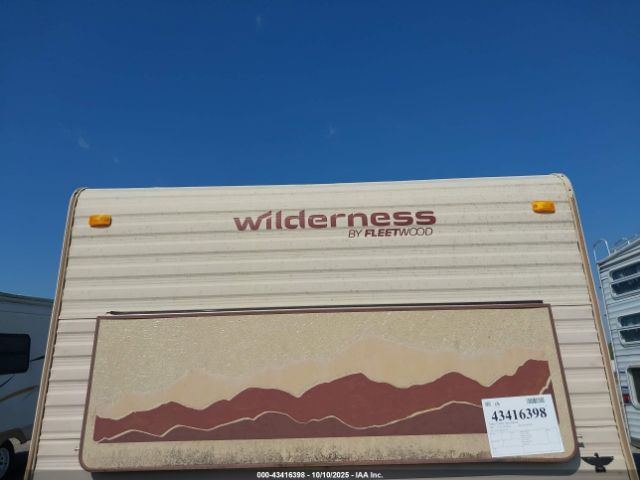 wilderness
BY FLEETWOOD
43416398
000-43416398 - 10/10/2025 - IAA Inc.